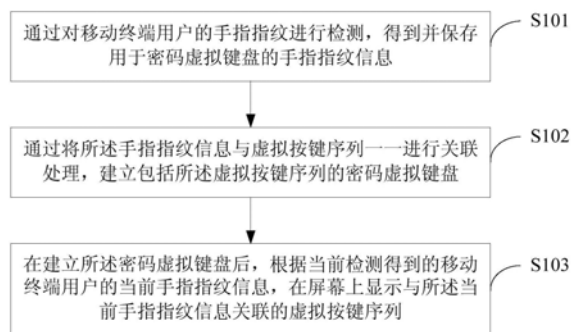 通过对移动终端用户的手指指纹进行检测，得到并保存
用于密码虚拟键盘的手指指纹信息
S101
通过将所述手指指纹信息与虚拟按键序列一一进行关联
处理，建立包括所述虚拟按键序列的密码虚拟键盘
S102
在建立所述密码虚拟键盘后，根据当前检测得到的移动
终端用户的当前手指指纹信息，在屏幕上显示与所述当
前手指指纹信息关联的虚拟按键序列
S103